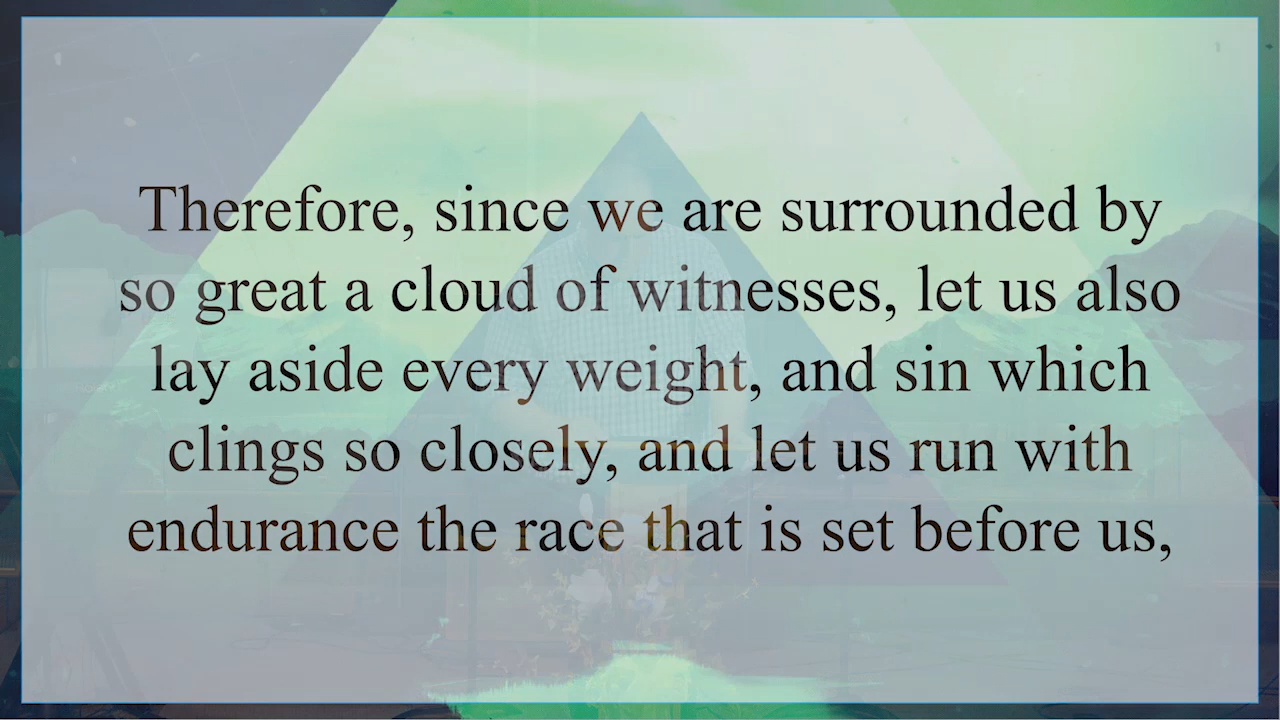 Therefore, since we are surrounded by
so great a cloud of witnesses, let us also
lay aside every weight, and sin which
clings so closely, and let us run with
endurance the race that is set before us,